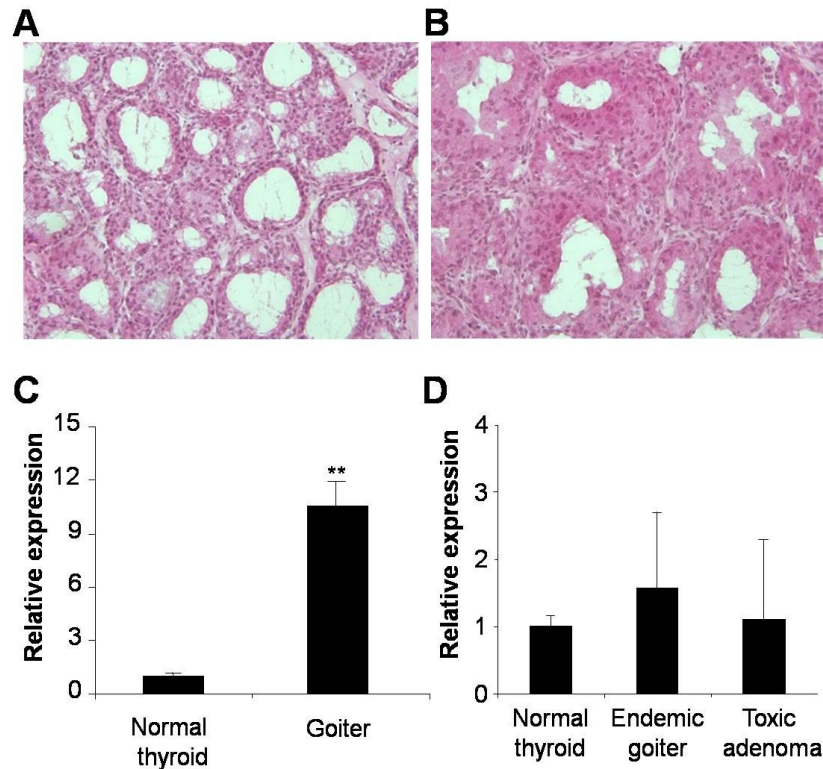 A
B
C
Relative expression
15
12
9
6
3
0
**
Normal
thyroid
Goiter
D
Relative expression
4
3
2
1
0
Normal
thyroid
Endemic
goiter
Toxic
adenoma